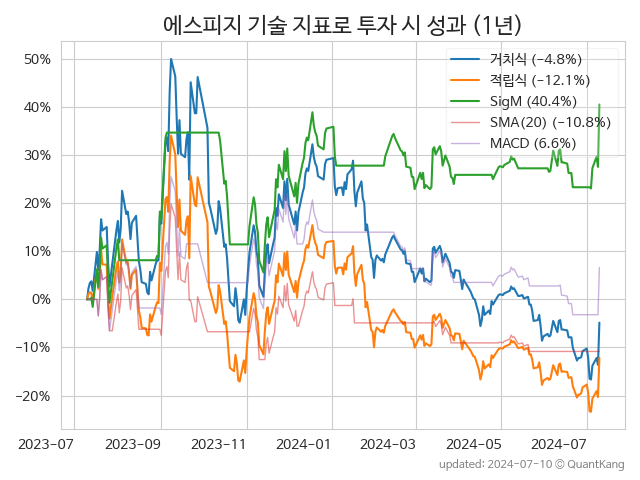 에스피지 기술 지표로 투자 시 성과 (1년)
50%
40%
30%
20%
10%
0%
−10%
−20%
거치식 (−4.8%)
적립식 (−12.1%)
SigM (40.4%)
SMA(20) (−10.8%)
MACD (6.6%)
2023-07
2023-09
2023-11
2024-01
2024-03
2024-05
2024-07
updated: 2024-07-10 © QuantKang